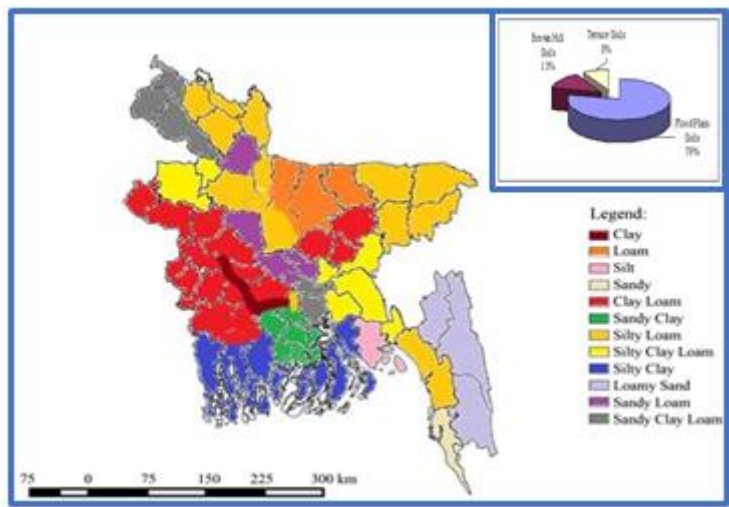 Terrace Soils
8%
Brown Hill
Soils
13%
Flood Plain
Soils
79%
Legend:
Clay
Loam
Silt
Sandy
Clay Loam
Sandy Clay
Silty Loam
Silty Clay Loam
Silty Clay
Loamy Sand
Sandy Loam
Sandy Clay Loam
75 0 75 150 225 300 km